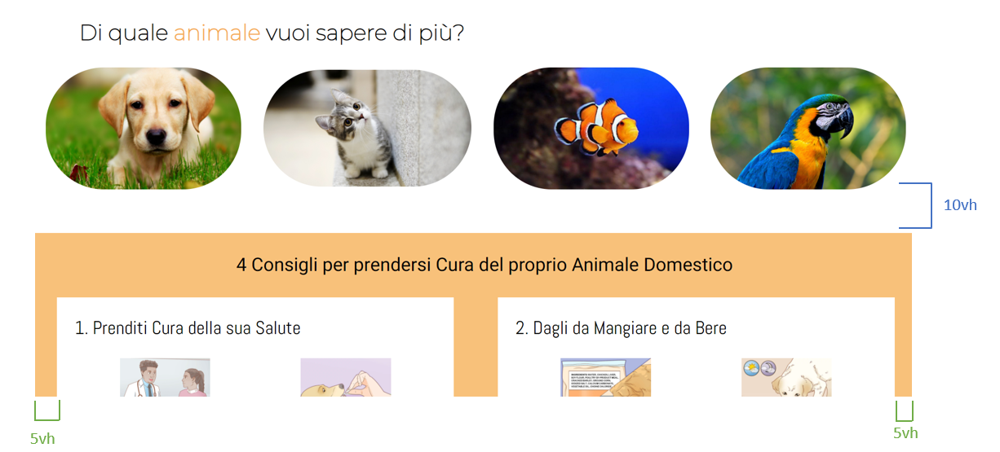 Di quale animale vuoi sapere di più?
10vh
4 Consigli per prendersi Cura del proprio Animale Domestico
1. Prenditi Cura della sua Salute
2. Dagli da Mangiare e da Bere
5vh
5vh